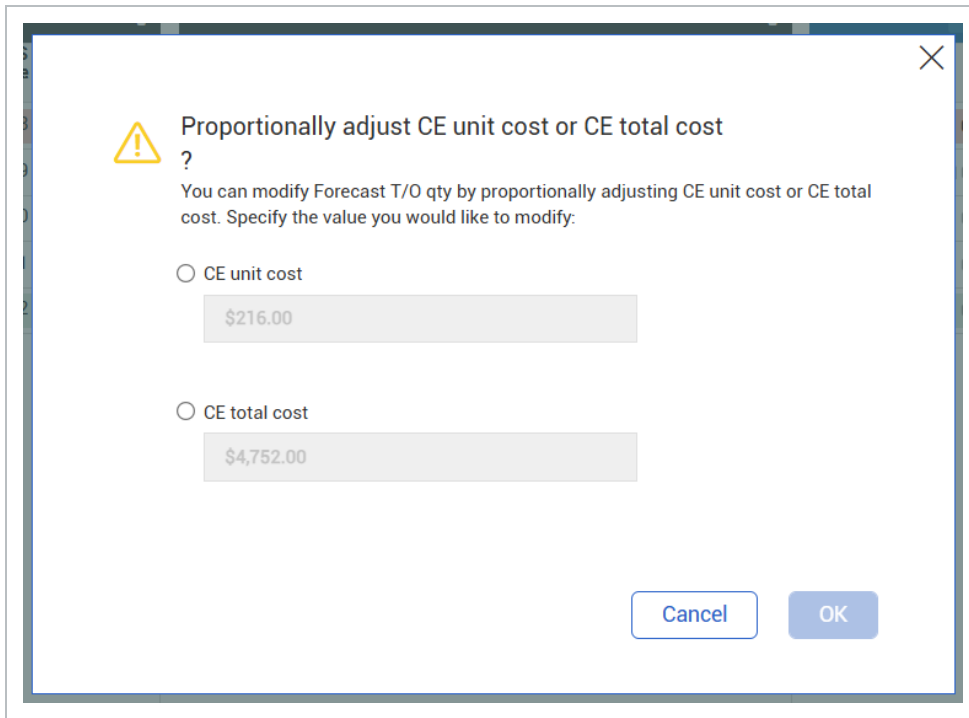 Proportionally adjust CE unit cost or CE total cost
?
You can modify Forecast T/O qty by proportionally adjusting CE unit cost or CE total
cost. Specify the value you would like to modify:
CE unit cost
$216.00
CE total cost
$4,752.00
Cancel
OK